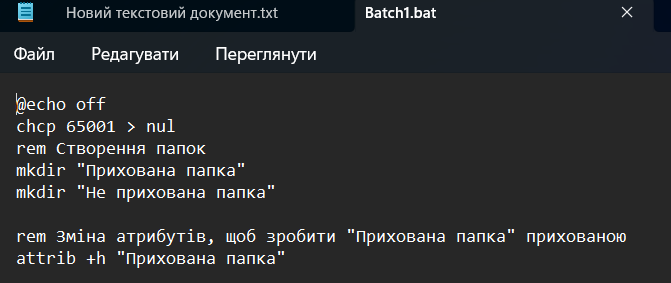 Новий текстовий документ.txt
Batch1.bat
Файл
Редагувати
Переглянути
@echo off
chcp 65001 > nul
rem Створення папок
mkdir "Прихована папка"
mkdir "Не прихована папка"
rem Зміна атрибутів, щоб зробити "Прихована папка" прихованою
attrib +h "Прихована папка"